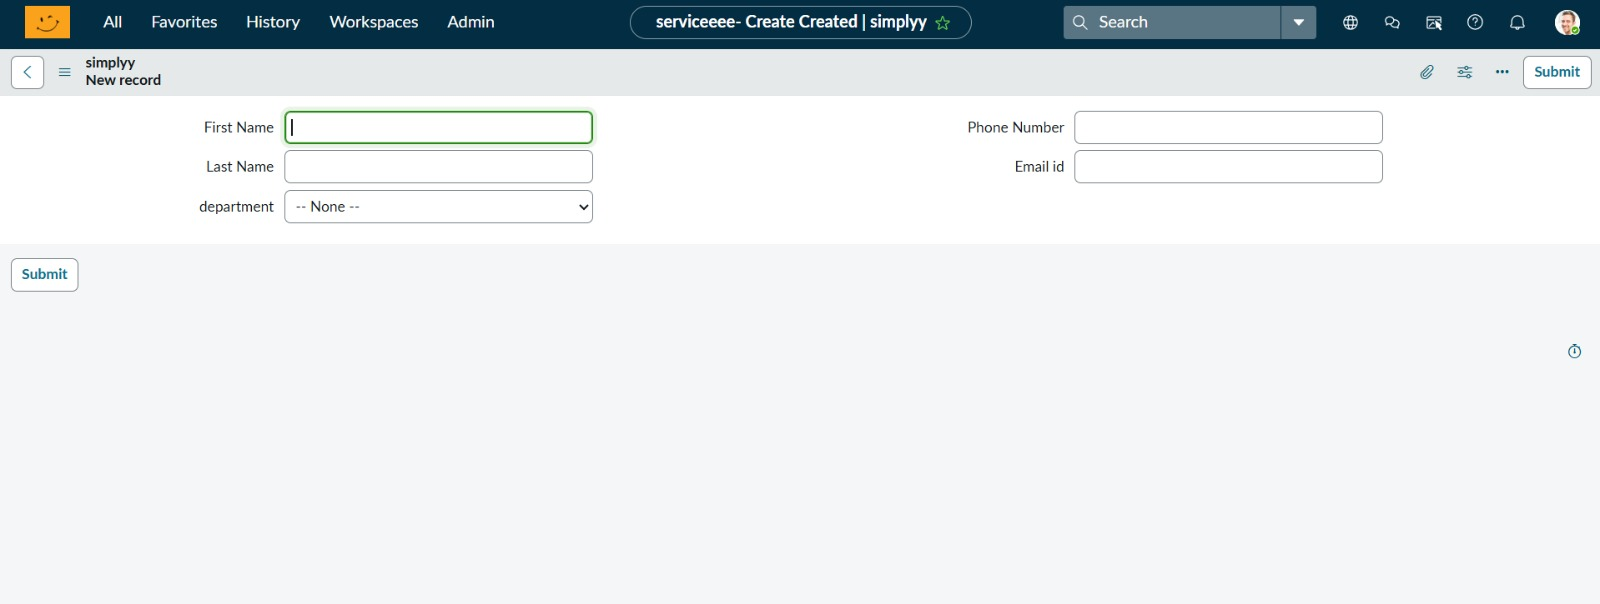 All Favorites History Workspaces Admin serviceeee- Create Created | simplyy Search
simplyy
New record
Submit
First Name
Phone Number
Last Name
Email id
department -- None --
Submit